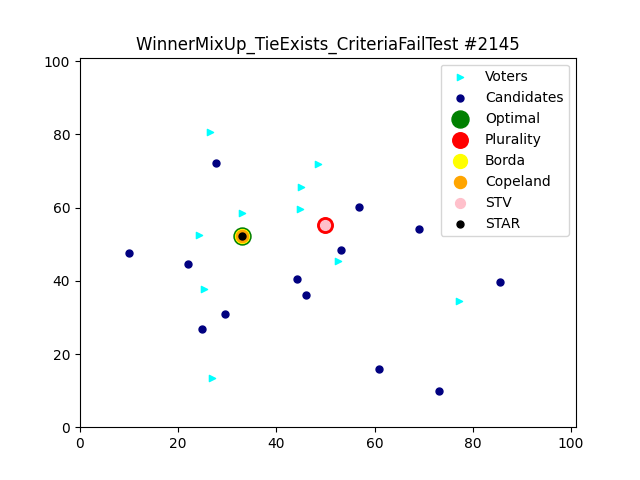 WinnerMixUp_TieExists_CriteriaFailTest #2145
Voters
Candidates
Optimal
Plurality
Borda
Copeland
STV
STAR
100
80
60
40
20
0
0 20 40 60 80 100